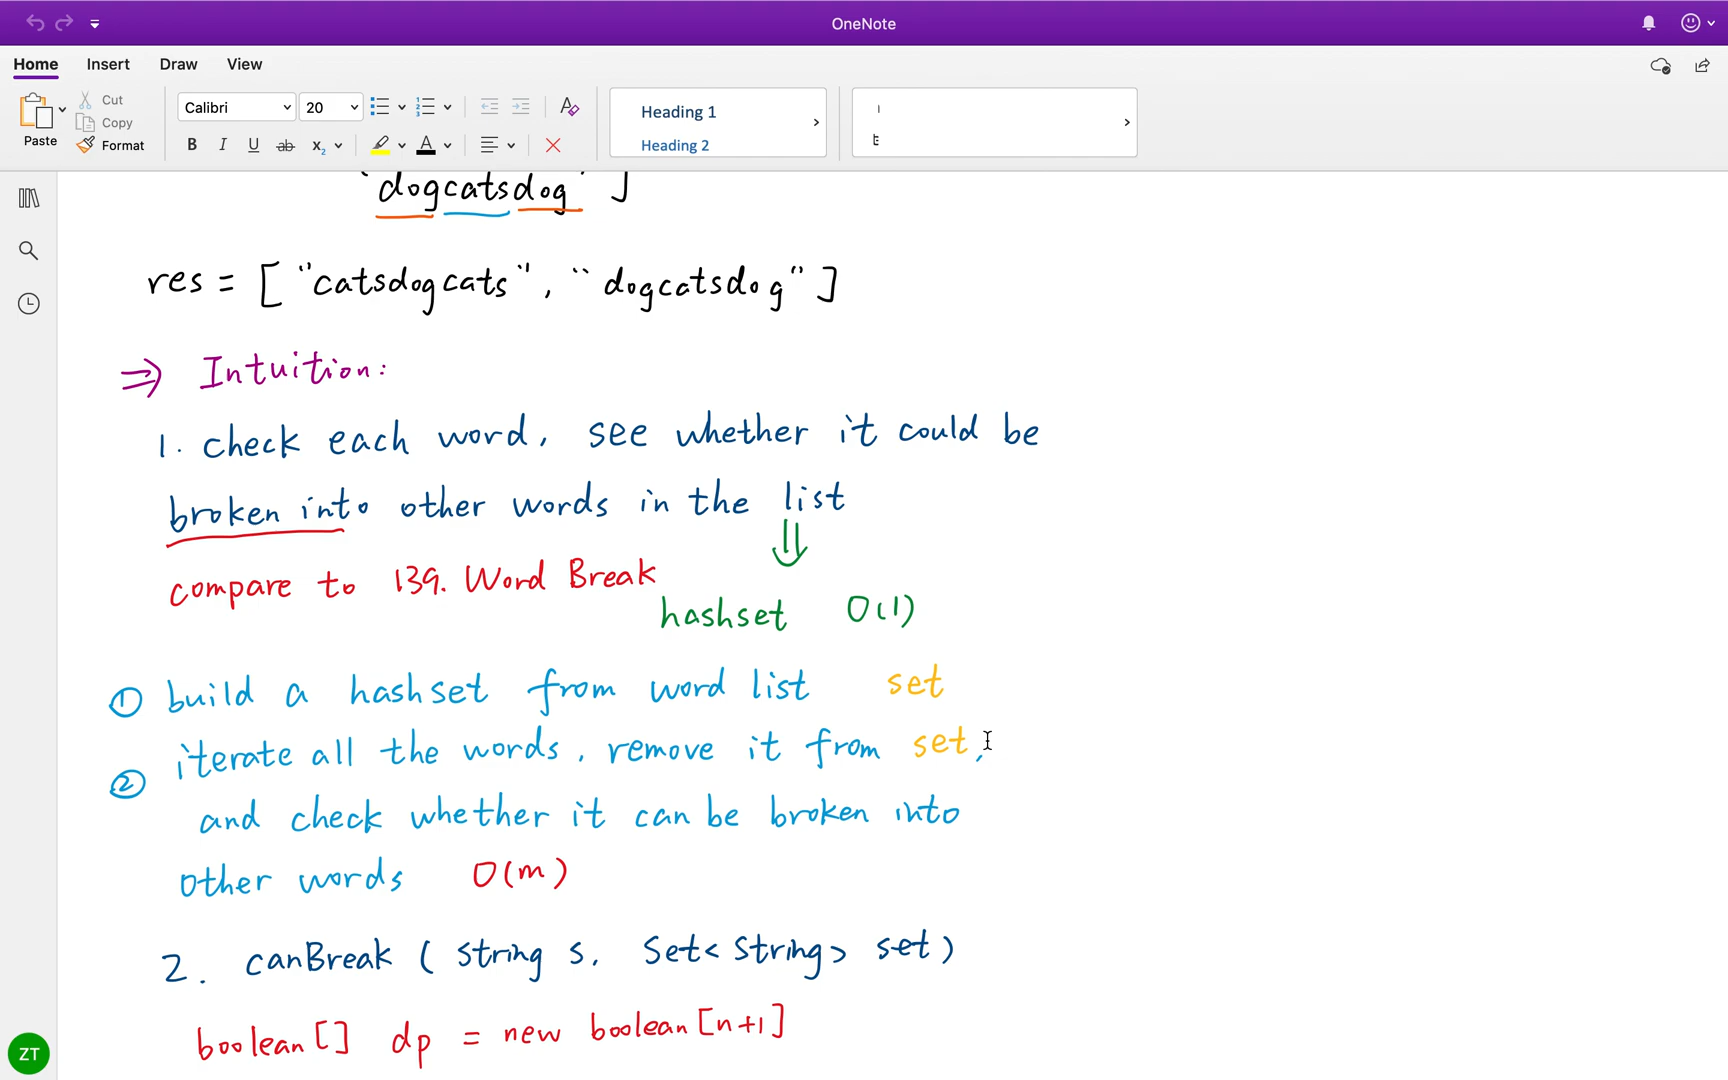 OneNote
Home Insert Draw View
Paste
Cut
Copy
Format
Calibri 20
B I U ab x₂ A
Heading 1
Heading 2
"dogcatsdog" ]
res = [ "catsdogcats", "dogcatsdog" ]
⇒ Intuition:
1. check each word, see whether it could be
broken into other words in the list
compare to 139. Word Break
hashset O(1)
① build a hashset from word list set
② iterate all the words, remove it from set,
and check whether it can be broken into
other words O(m)
2. canBreak ( string s, Set<String> set)
boolean[] dp = new boolean[n+1]
ZT